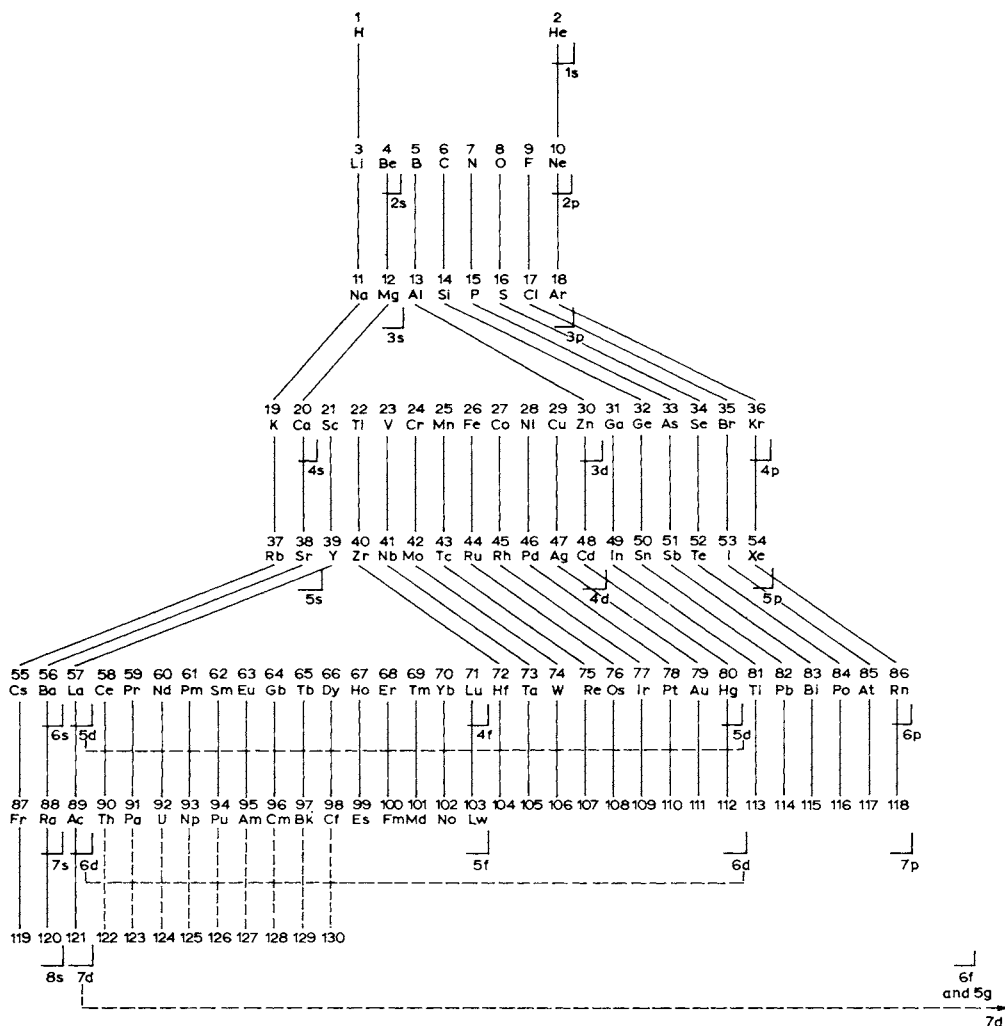 1 2
H He
1s
3 4 5 6 7 8 9 10
Li Be B C N O F Ne
2s 2p
11 12 13 14 15 16 17 18
Na Mg Al Si P S Cl Ar
3s 3p
19 20 21 22 23 24 25 26 27 28 29 30 31 32 33 34 35 36
K Ca Sc Ti V Cr Mn Fe Co Ni Cu Zn Ga Ge As Se Br Kr
4s 3d 4p
37 38 39 40 41 42 43 44 45 46 47 48 49 50 51 52 53 54
Rb Sr Y Zr Nb Mo Tc Ru Rh Pd Ag Cd In Sn Sb Te I Xe
5s 4d 5p
55 56 57 58 59 60 61 62 63 64 65 66 67 68 69 70 71 72 73 74 75 76 77 78 79 80 81 82 83 84 85 86
Cs Ba La Ce Pr Nd Pm Sm Eu Gb Tb Dy Ho Er Tm Yb Lu Hf Ta W Re Os Ir Pt Au Hg Ti Pb Bi Po At Rn
6s 5d 4f 5d 6p
87 88 89 90 91 92 93 94 95 96 97 98 99 100 101 102 103 104 105 106 107 108 109 110 111 112 113 114 115 116 117 118
Fr Ra Ac Th Pa U Np Pu Am Cm Bk Cf Es Fm Md No Lw
7s 6d 5f 6d 7p
119 120 121 122 123 124 125 126 127 128 129 130
8s 7d 6f
and 5g
7d